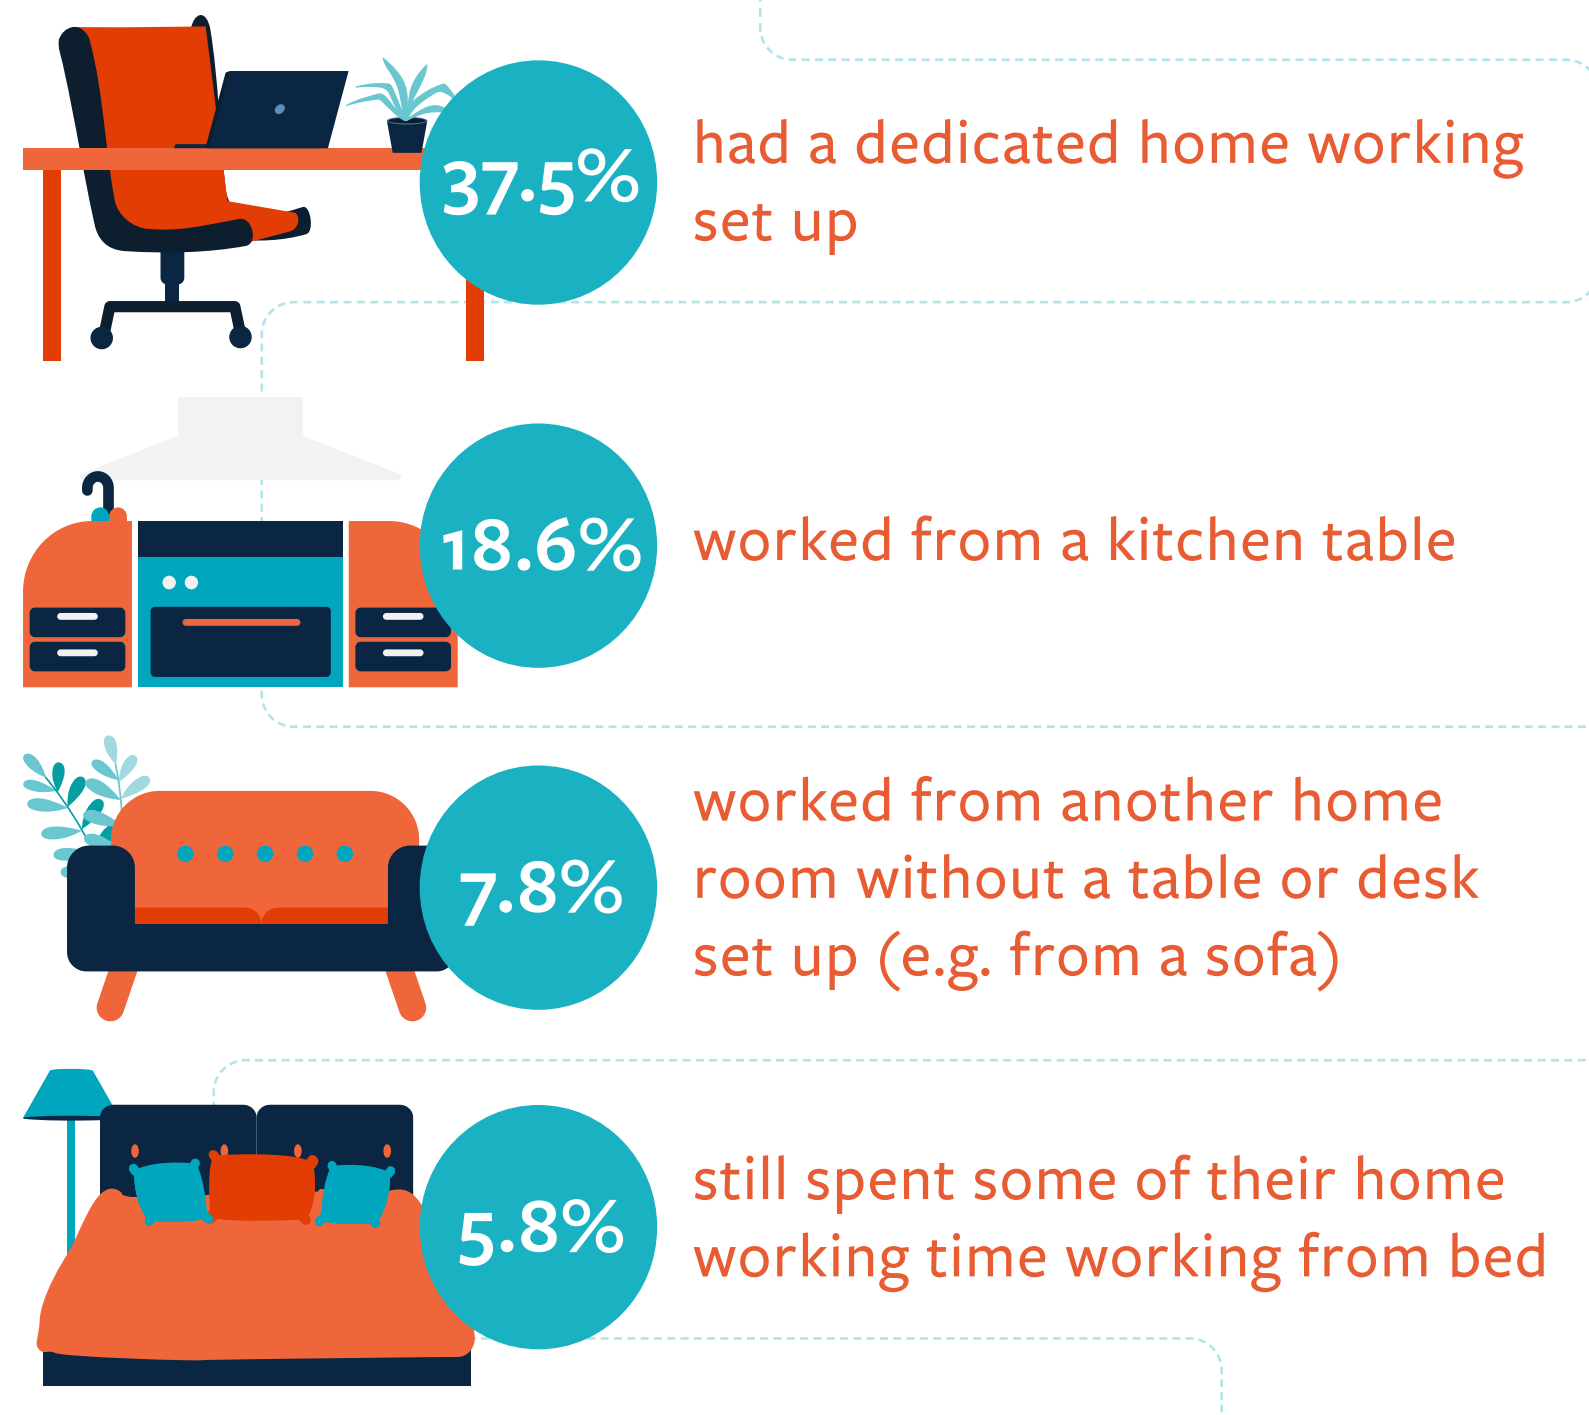 37.5%
had a dedicated home working
set up
18.6%
worked from a kitchen table
7.8%
worked from another home
room without a table or desk
set up (e.g. from a sofa)
5.8%
still spent some of their home
working time working from bed